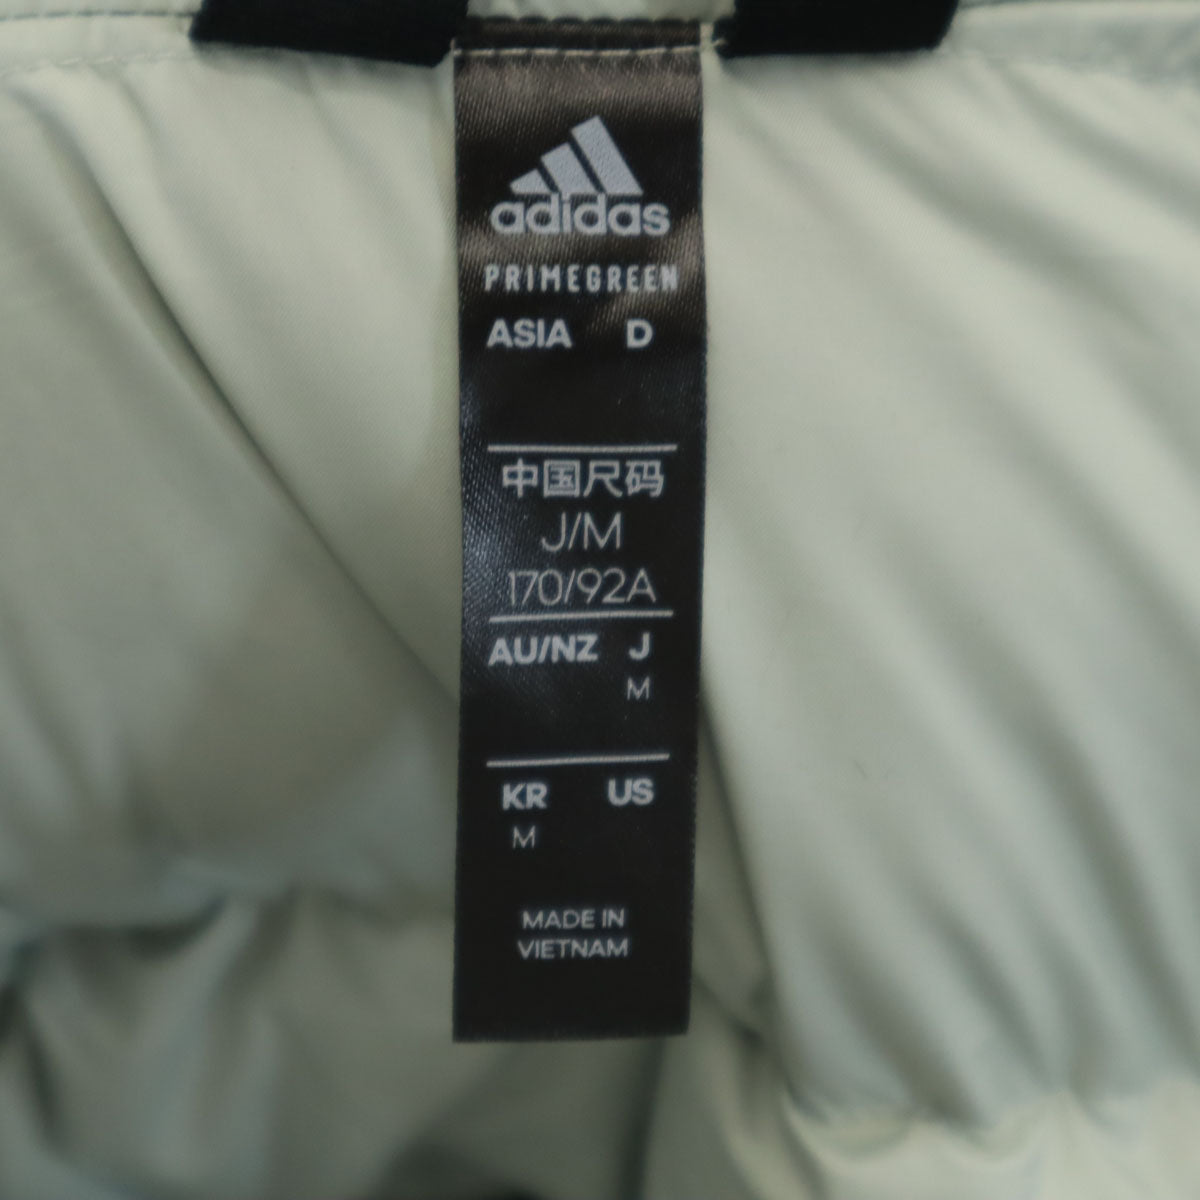 adidas
PRIMEGREEN
ASIA D
中国尺码
J/M
170/92A
AU/NZ J
M
KR US
M
MADE IN
VIETNAM